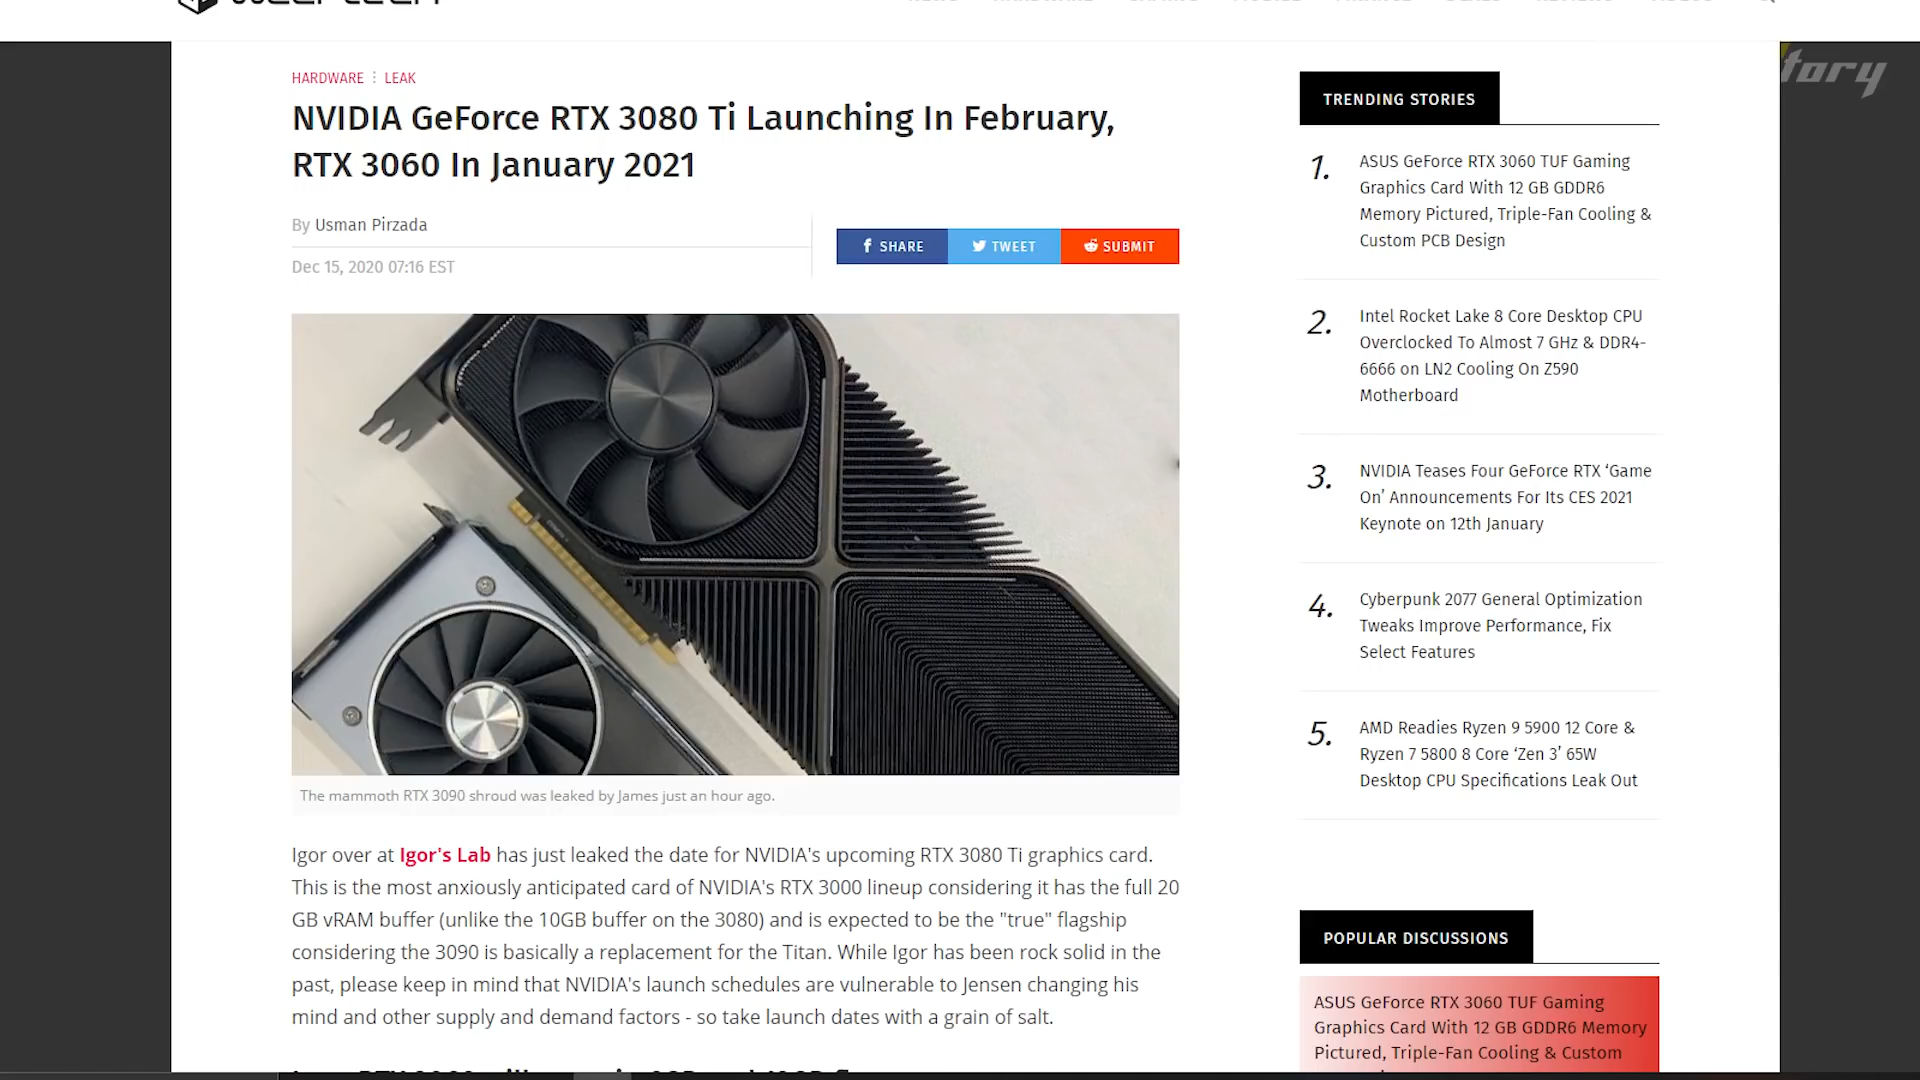 HARDWARE ⋮ LEAK
NVIDIA GeForce RTX 3080 Ti Launching In February,
RTX 3060 In January 2021
By Usman Pirzada
Dec 15, 2020 07:16 EST
SHARE
TWEET
SUBMIT
The mammoth RTX 3090 shroud was leaked by James just an hour ago.
Igor over at Igor's Lab has just leaked the date for NVIDIA's upcoming RTX 3080 Ti graphics card.
This is the most anxiously anticipated card of NVIDIA's RTX 3000 lineup considering it has the full 20
GB vRAM buffer (unlike the 10GB buffer on the 3080) and is expected to be the "true" flagship
considering the 3090 is basically a replacement for the Titan. While Igor has been rock solid in the
past, please keep in mind that NVIDIA's launch schedules are vulnerable to Jensen changing his
mind and other supply and demand factors - so take launch dates with a grain of salt.
TRENDING STORIES
1.
ASUS GeForce RTX 3060 TUF Gaming
Graphics Card With 12 GB GDDR6
Memory Pictured, Triple-Fan Cooling &
Custom PCB Design
2.
Intel Rocket Lake 8 Core Desktop CPU
Overclocked To Almost 7 GHz & DDR4-
6666 on LN2 Cooling On Z590
Motherboard
3.
NVIDIA Teases Four GeForce RTX ‘Game
On’ Announcements For Its CES 2021
Keynote on 12th January
4.
Cyberpunk 2077 General Optimization
Tweaks Improve Performance, Fix
Select Features
5.
AMD Readies Ryzen 9 5900 12 Core &
Ryzen 7 5800 8 Core ‘Zen 3’ 65W
Desktop CPU Specifications Leak Out
POPULAR DISCUSSIONS
ASUS GeForce RTX 3060 TUF Gaming
Graphics Card With 12 GB GDDR6 Memory
Pictured, Triple-Fan Cooling & Custom
tory